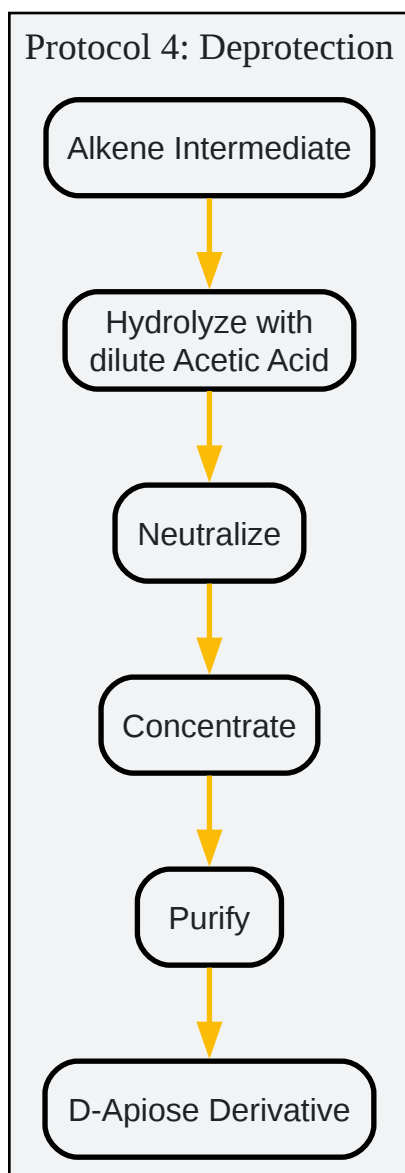 Protocol 4: Deprotection
Alkene Intermediate
Hydrolyze with
dilute Acetic Acid
Neutralize
Concentrate
Purify
D-Apiose Derivative